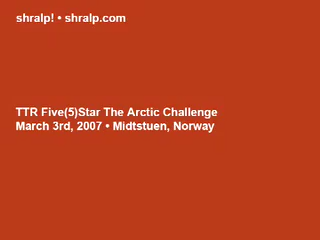 shralp! • shralp.com
TTR Five(5)Star The Arctic Challenge
March 3rd, 2007 • Midtstuen, Norway